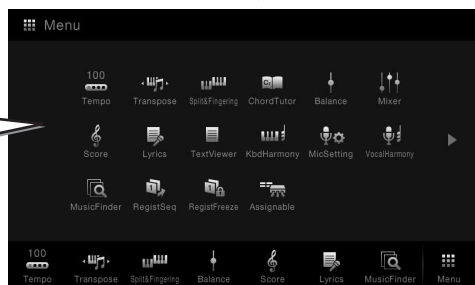 Menu
100
Tempo Transpose Split&Fingering ChordTutor Balance Mixer
Score Lyrics TextViewer KbdHarmony MicSetting VocalHarmony
MusicFinder RegistSeq RegistFreeze Assignable
100
Tempo Transpose Split&Fingering Balance Score Lyrics MusicFinder Menu